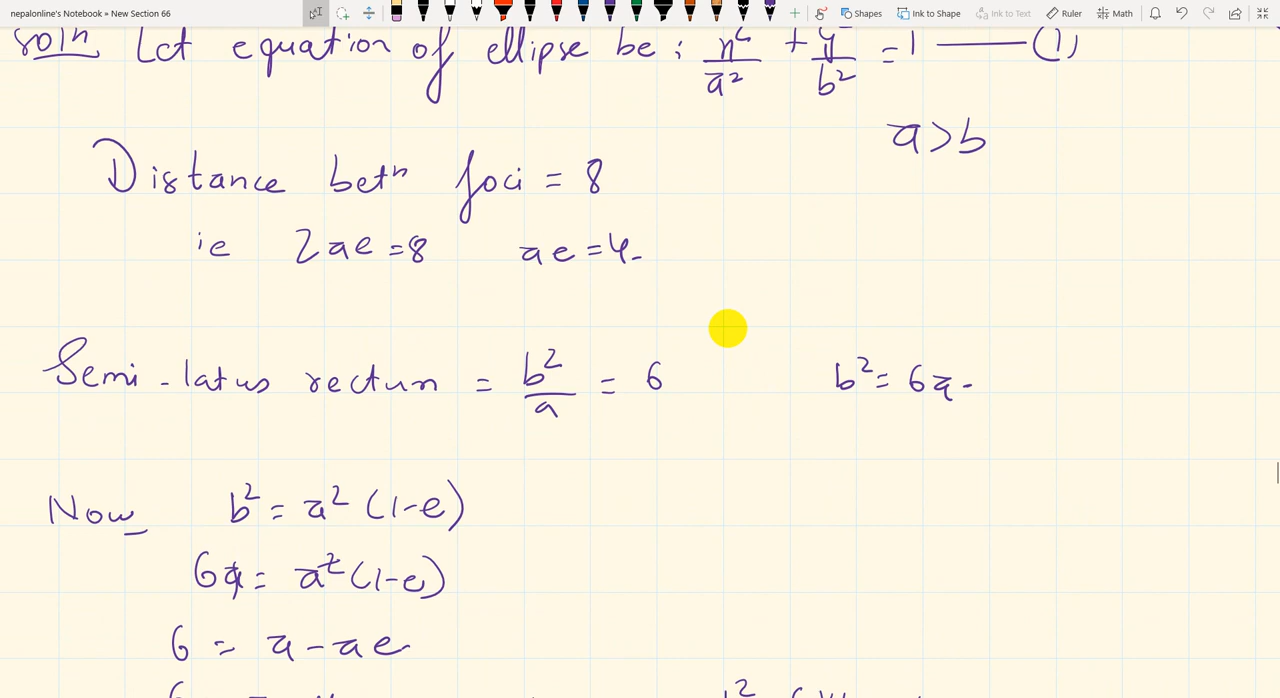 nepalonline's Notebook » New Section 66
Shapes Ink to Shape Ink to Text Ruler Math
soln Let equation of ellipse be : x²/a² + y²/b² = 1 —— (1)
a > b
Distance betn foci = 8
ie 2ae = 8 ae = 4
Semi-latus rectum = b²/a = 6 b² = 6a
Now b² = a² (1-e)
6a = a² (1-e)
6 = a - ae